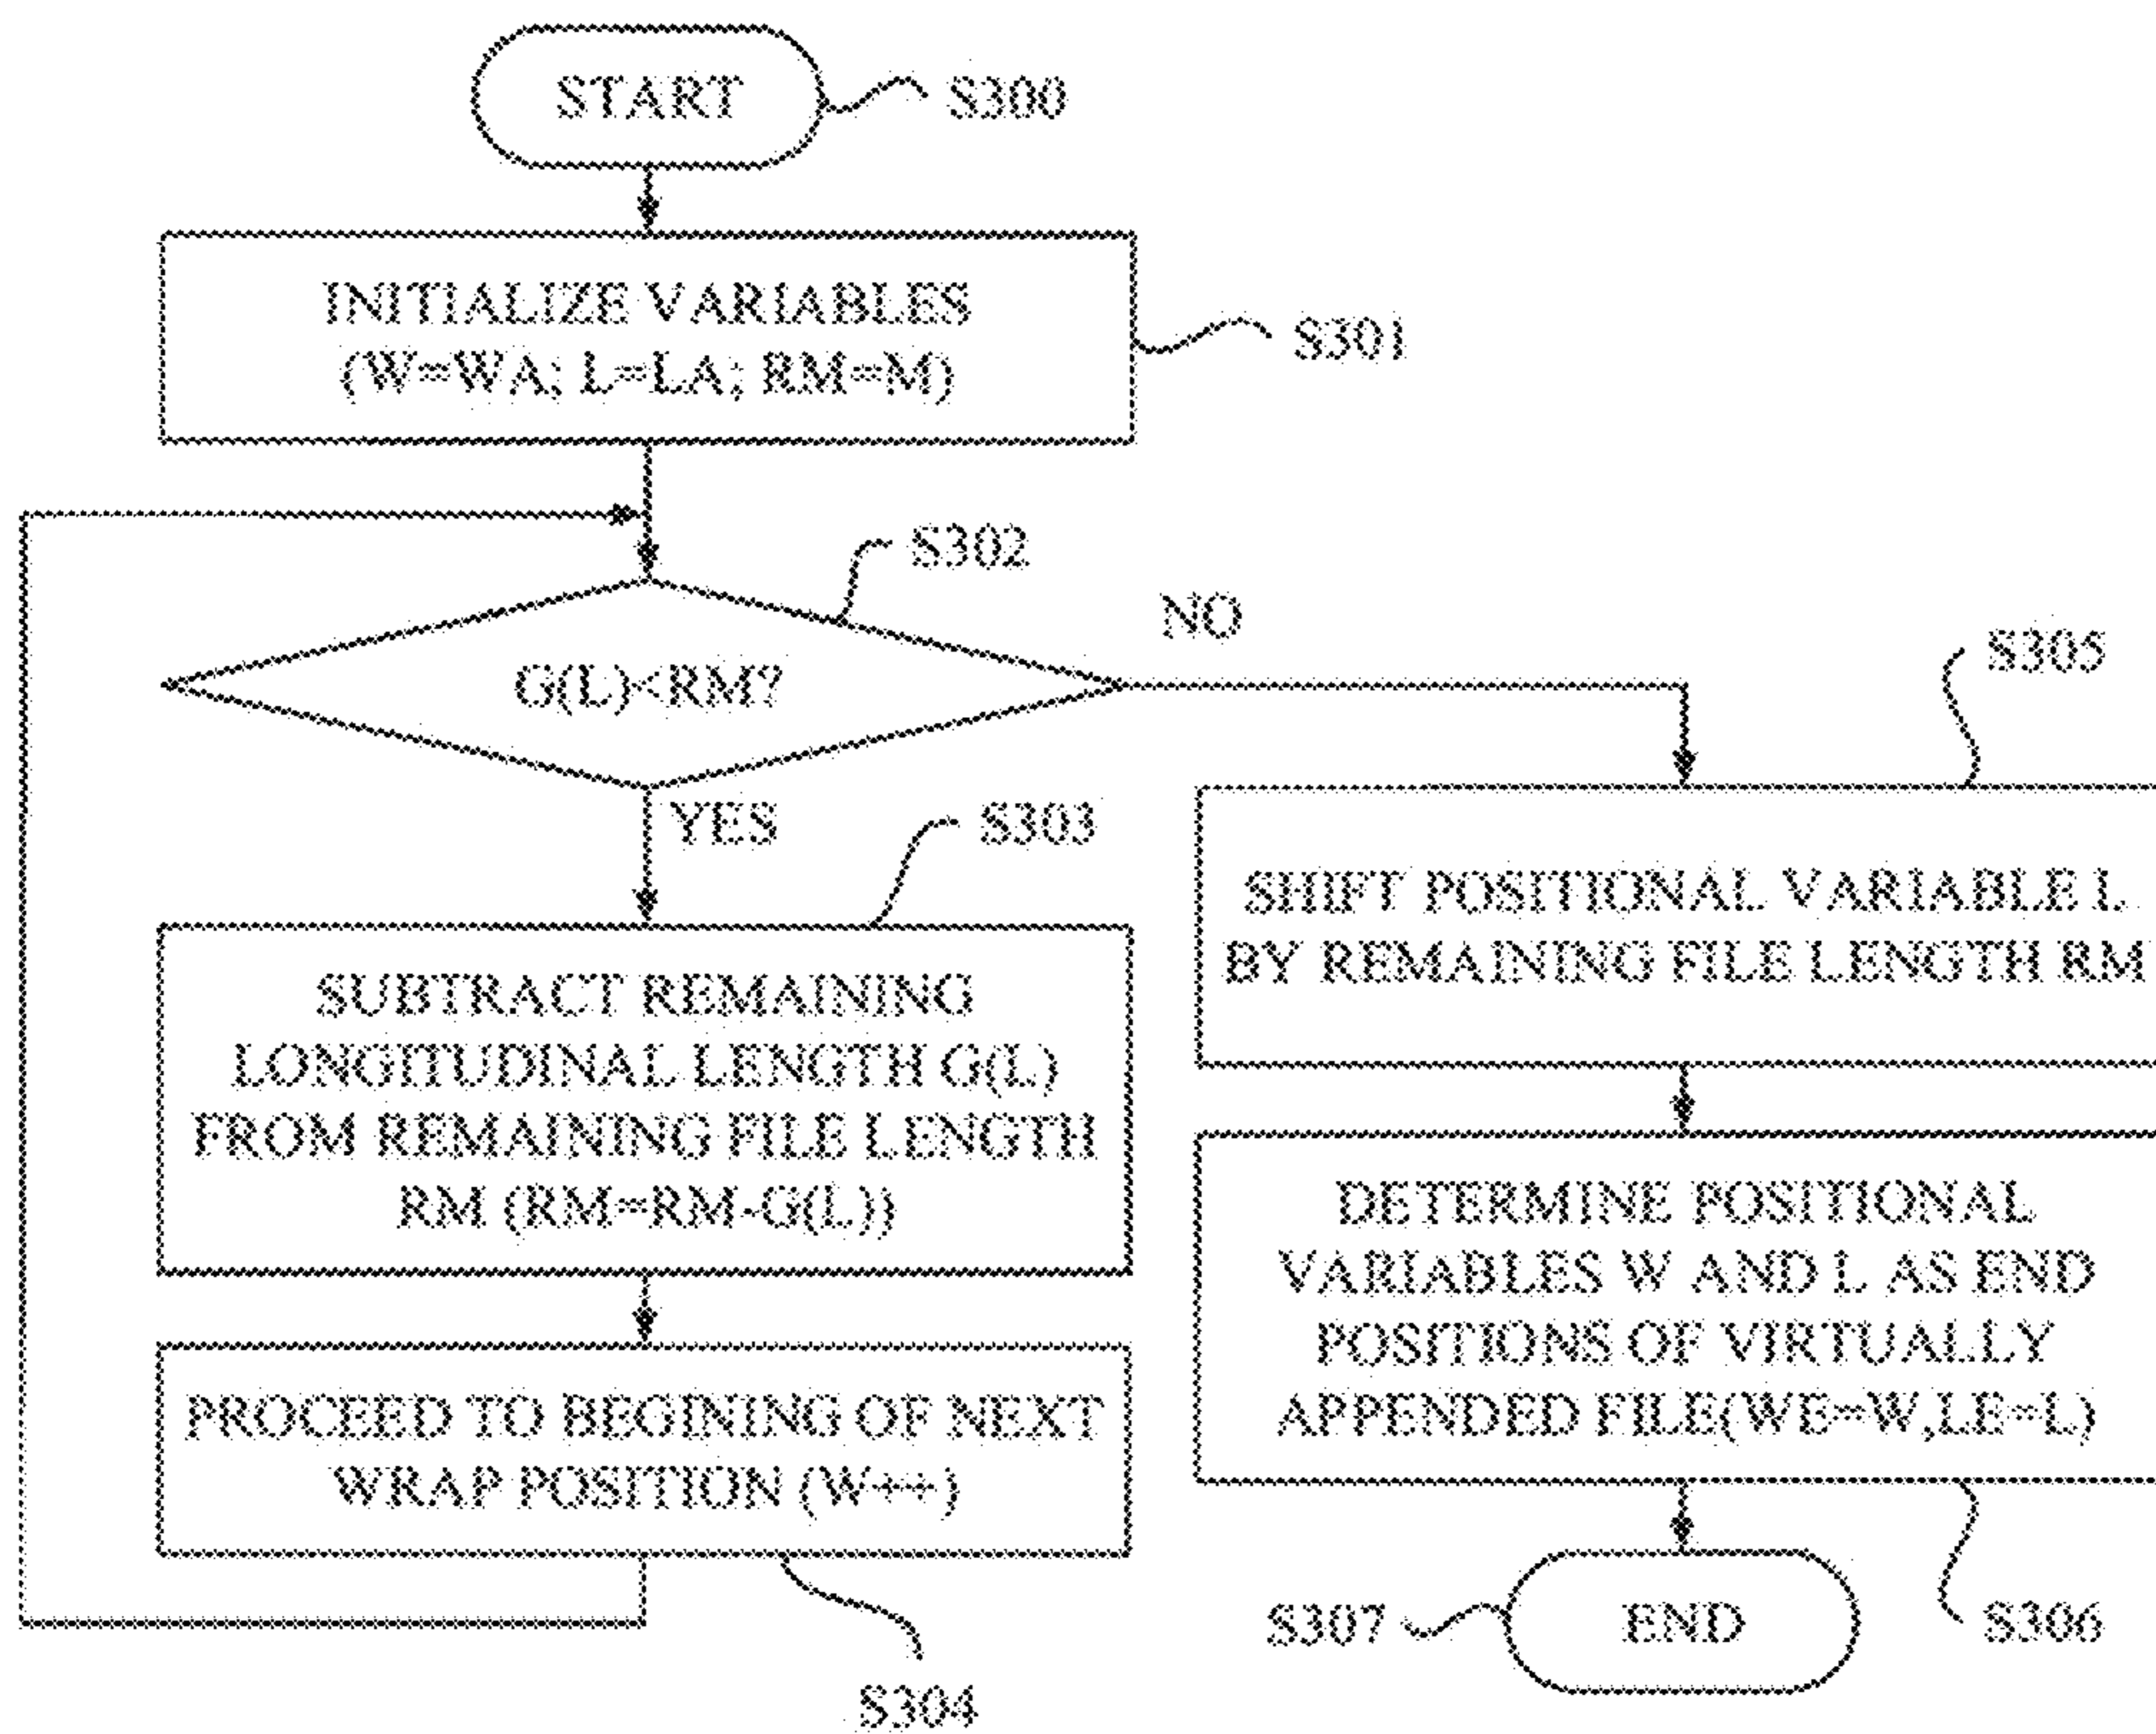 START
S300
INITIALIZE VARIABLES
(W=WA; L=LA; RM=M)
S301
S302
G(L)<RM?
NO
YES
S303
SUBTRACT REMAINING
LONGITUDINAL LENGTH G(L)
FROM REMAINING FILE LENGTH
RM (RM=RM-G(L))
PROCEED TO BEGINING OF NEXT
WRAP POSITION (W++)
S304
S305
SHIFT POSITIONAL VARIABLE L
BY REMAINING FILE LENGTH RM
DETERMINE POSITIONAL
VARIABLES W AND L AS END
POSITIONS OF VIRTUALLY
APPENDED FILE(WE=W,LE=L)
S306
S307
END